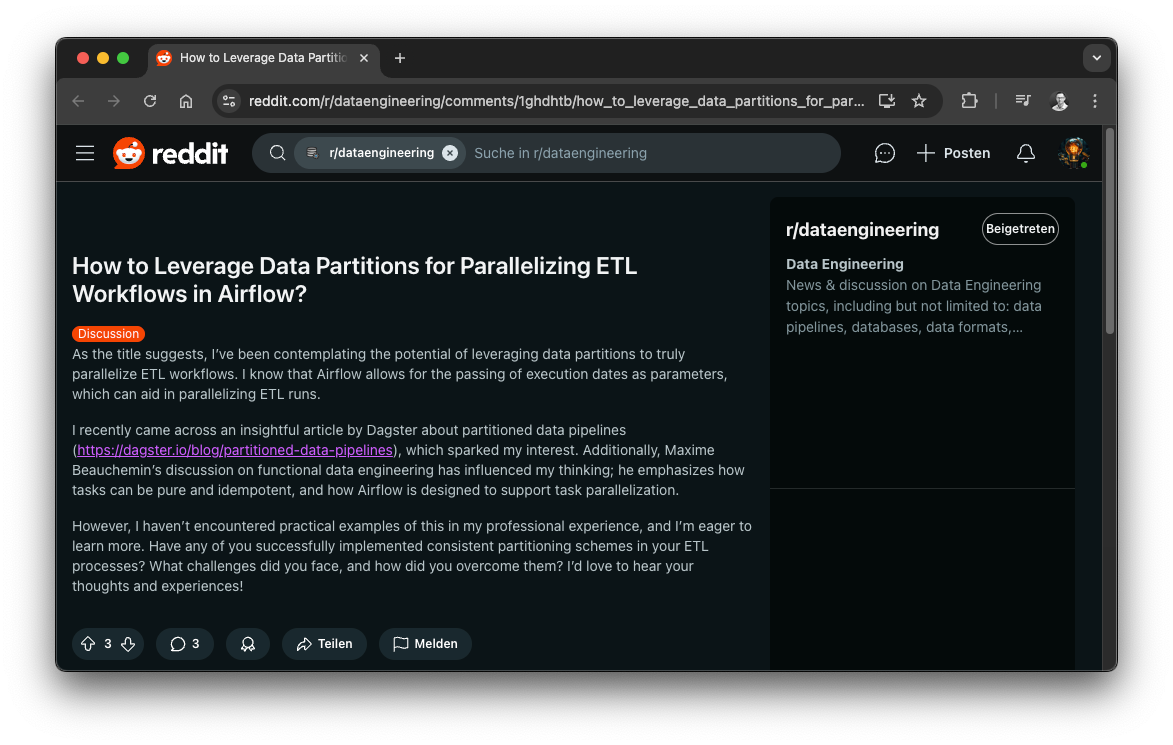 How to Leverage Data Partitio
reddit.com/r/dataengineering/comments/1ghdhtb/how_to_leverage_data_partitions_for_par...
reddit
r/dataengineering
Suche in r/dataengineering
Posten
How to Leverage Data Partitions for Parallelizing ETL
Workflows in Airflow?
Discussion
As the title suggests, I’ve been contemplating the potential of leveraging data partitions to truly
parallelize ETL workflows. I know that Airflow allows for the passing of execution dates as parameters,
which can aid in parallelizing ETL runs.
I recently came across an insightful article by Dagster about partitioned data pipelines
(https://dagster.io/blog/partitioned-data-pipelines), which sparked my interest. Additionally, Maxime
Beauchemin’s discussion on functional data engineering has influenced my thinking; he emphasizes how
tasks can be pure and idempotent, and how Airflow is designed to support task parallelization.
However, I haven’t encountered practical examples of this in my professional experience, and I’m eager to
learn more. Have any of you successfully implemented consistent partitioning schemes in your ETL
processes? What challenges did you face, and how did you overcome them? I’d love to hear your
thoughts and experiences!
3
3
Teilen
Melden
r/dataengineering
Beigetreten
Data Engineering
News & discussion on Data Engineering
topics, including but not limited to: data
pipelines, databases, data formats,...